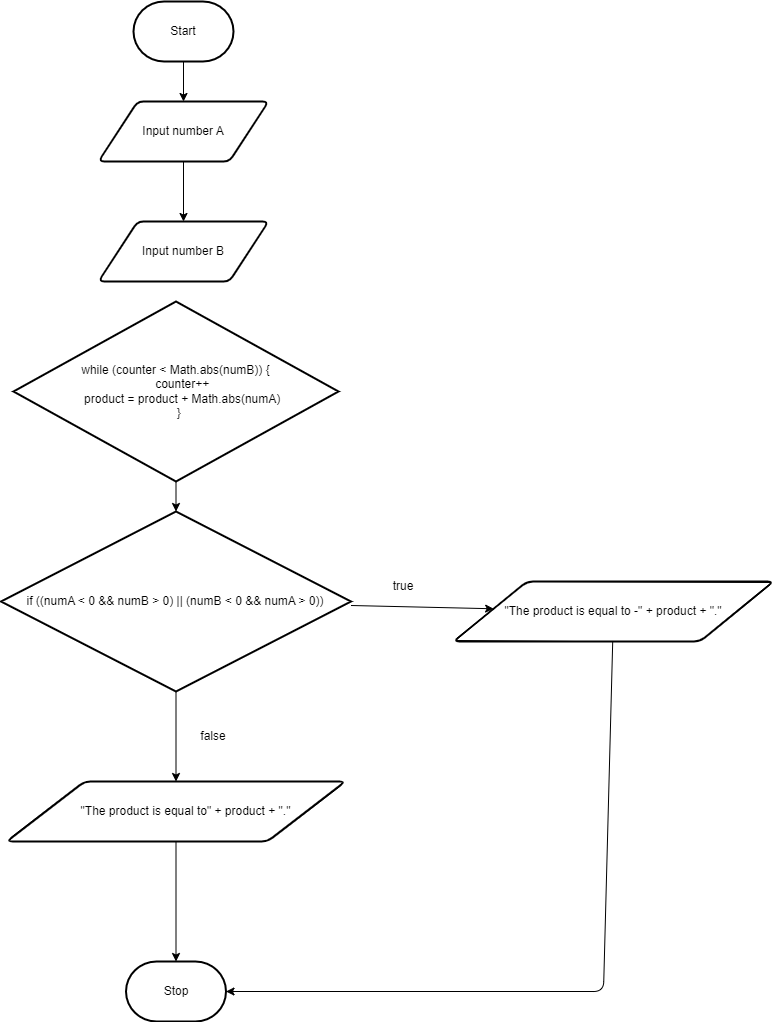 Start
Input number A
Input number B
while (counter < Math.abs(numB)) {
counter++
product = product + Math.abs(numA)
}
if ((numA < 0 && numB > 0) || (numB < 0 && numA > 0))
true
"The product is equal to -" + product + "."
false
"The product is equal to" + product + "."
Stop